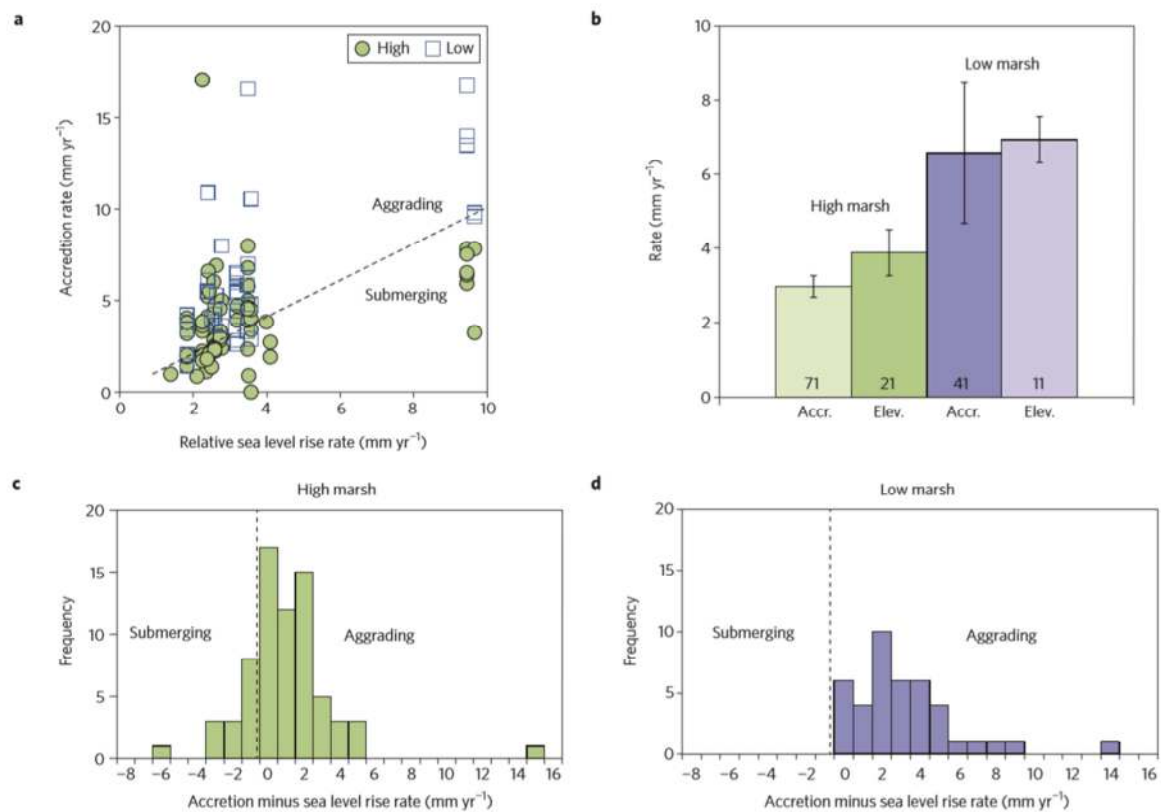 a
20
15
10
5
0
Accredtion rate (mm yr⁻¹)
High Low
Aggrading
Submerging
0 2 4 6 8 10
Relative sea level rise rate (mm yr⁻¹)
b
10
8
6
4
2
0
Rate (mm yr⁻¹)
Low marsh
High marsh
71 21 41 11
Accr. Elev. Accr. Elev.
c
High marsh
20
15
10
5
0
Frequency
Submerging Aggrading
−8 −6 −4 −2 0 2 4 6 8 10 12 14 16
Accretion minus sea level rise rate (mm yr⁻¹)
d
Low marsh
20
15
10
5
0
Frequency
Submerging Aggrading
−8 −6 −4 −2 0 2 4 6 8 10 12 14 16
Accretion minus sea level rise rate (mm yr⁻¹)